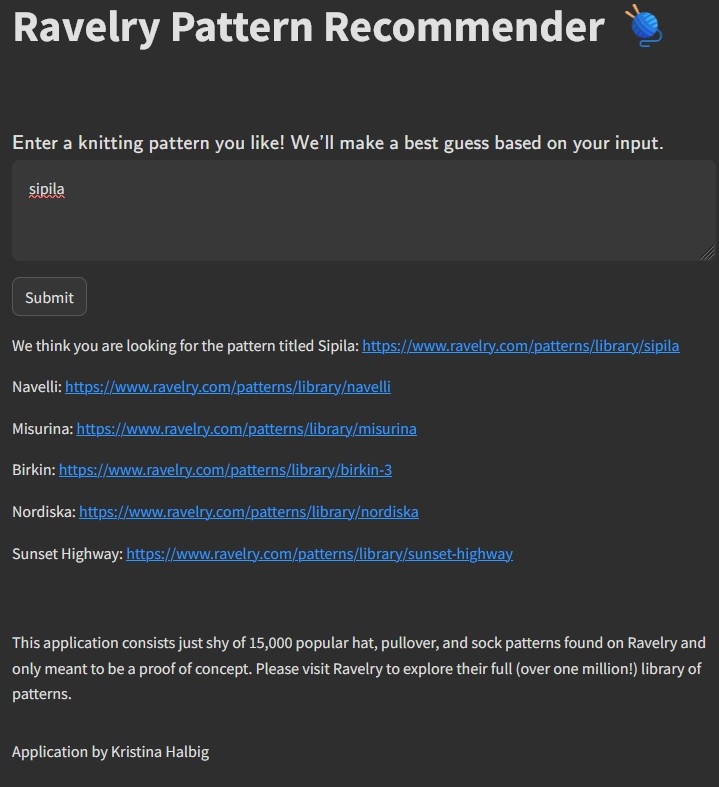 Ravelry Pattern Recommender
Enter a knitting pattern you like! We'll make a best guess based on your input.
sipila
Submit
We think you are looking for the pattern titled Sipila: https://www.ravelry.com/patterns/library/sipila
Navelli: https://www.ravelry.com/patterns/library/navelli
Misurina: https://www.ravelry.com/patterns/library/misurina
Birkin: https://www.ravelry.com/patterns/library/birkin-3
Nordiska: https://www.ravelry.com/patterns/library/nordiska
Sunset Highway: https://www.ravelry.com/patterns/library/sunset-highway
This application consists just shy of 15,000 popular hat, pullover, and sock patterns found on Ravelry and
only meant to be a proof of concept. Please visit Ravelry to explore their full (over one million!) library of
patterns.
Application by Kristina Halbig